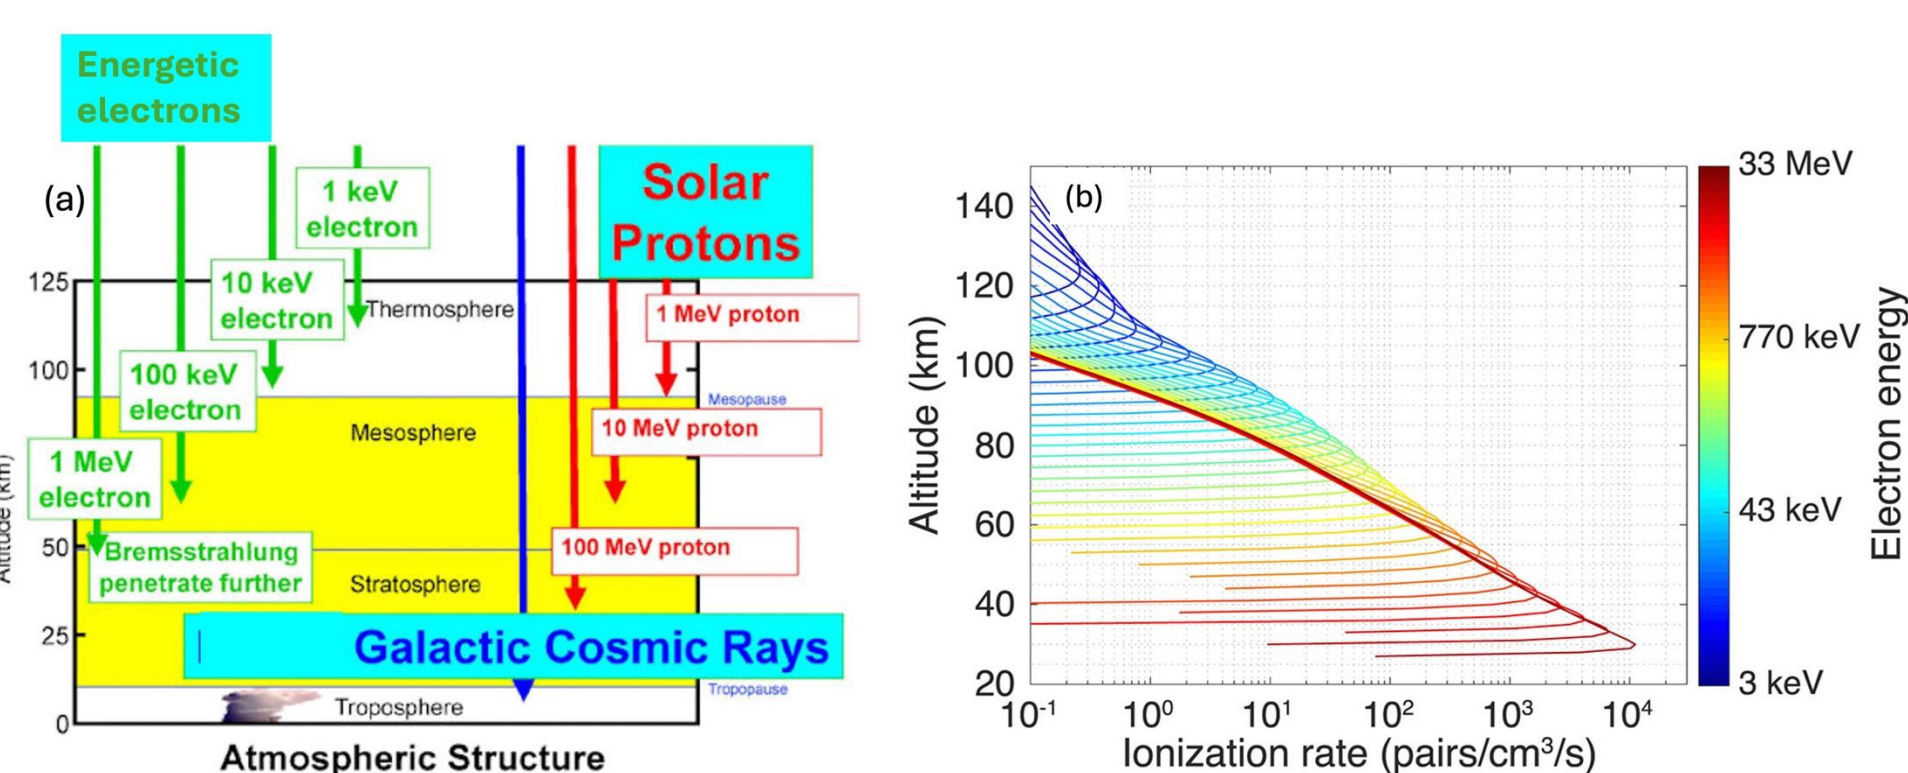 Energetic
electrons
(a)
1 keV
electron
10 keV
electron
100 keV
electron
1 MeV
electron
Bremsstrahlung
penetrate further
Solar
Protons
1 MeV proton
10 MeV proton
100 MeV proton
Galactic Cosmic Rays
Thermosphere
Mesopause
Mesosphere
Stratosphere
Tropopause
Troposphere
125
100
50
25
0
Altitude (km)
Atmospheric Structure
(b)
140
120
100
80
60
40
20
Altitude (km)
10⁻¹
10⁰
10¹
10²
10³
10⁴
Ionization rate (pairs/cm³/s)
33 MeV
770 keV
43 keV
3 keV
Electron energy